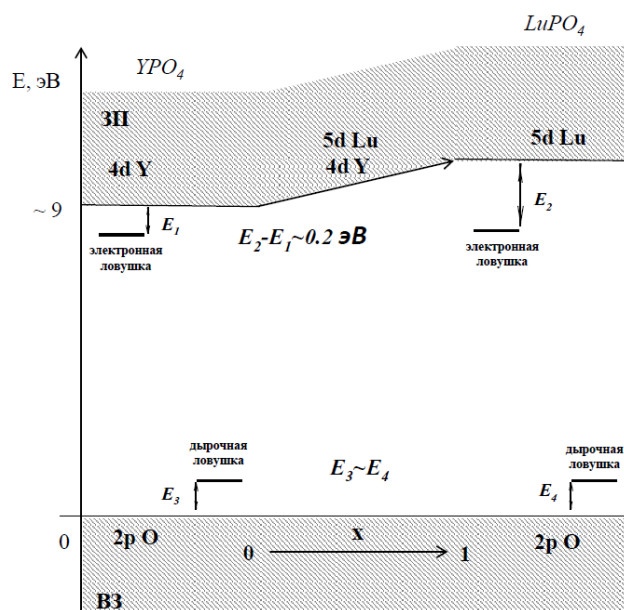 LuPO₄
YPO₄
E, эВ
ЗП
5d Lu
4d Y
5d Lu
4d Y
~ 9
E₁
E₂
E₂-E₁~0.2 эВ
электронная
ловушка
электронная
ловушка
дырочная
ловушка
дырочная
ловушка
E₃~E₄
E₃
E₄
0
2p O
0
x
1
2p O
ВЗ